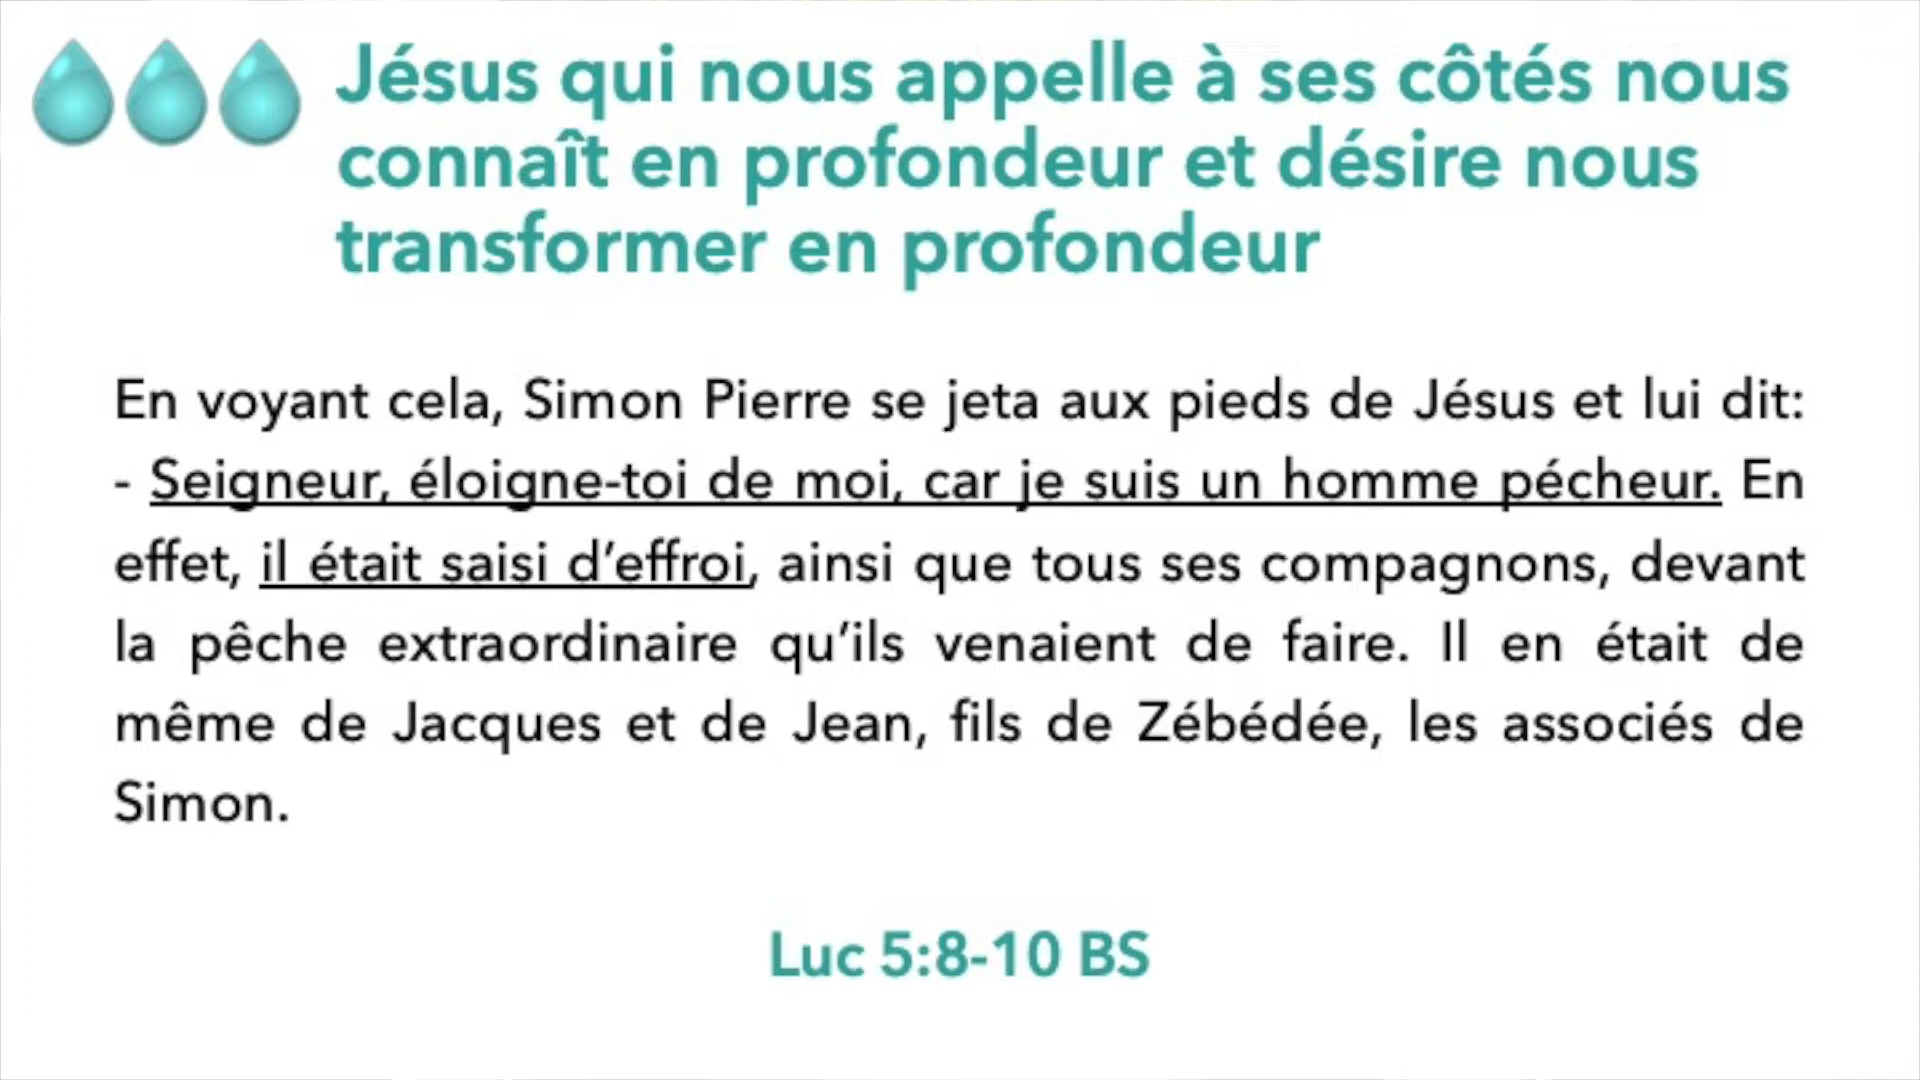 Jésus qui nous appelle à ses côtés nous
connaît en profondeur et désire nous
transformer en profondeur
En voyant cela, Simon Pierre se jeta aux pieds de Jésus et lui dit:
- Seigneur, éloigne-toi de moi, car je suis un homme pécheur. En
effet, il était saisi d’effroi, ainsi que tous ses compagnons, devant
la pêche extraordinaire qu’ils venaient de faire. Il en était de
même de Jacques et de Jean, fils de Zébédée, les associés de
Simon.
Luc 5:8-10 BS